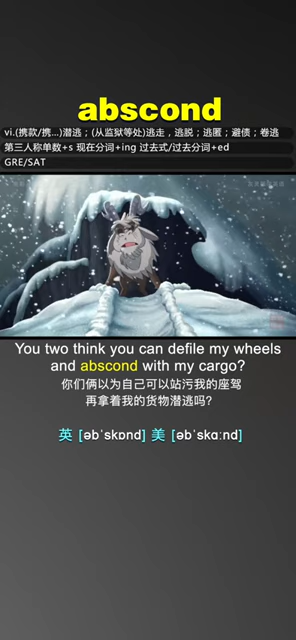 abscond
vi.(携款/携...)潜逃；(从监狱等处)逃走，逃脱；逃匿；避债；卷逃
第三人称单数+s 现在分词+ing 过去式/过去分词+ed
GRE/SAT
You two think you can defile my wheels
and abscond with my cargo?
你们俩以为自己可以玷污我的座驾
再拿着我的货物潜逃吗？
英 [əbˈskɒnd] 美 [əbˈskɑːnd]